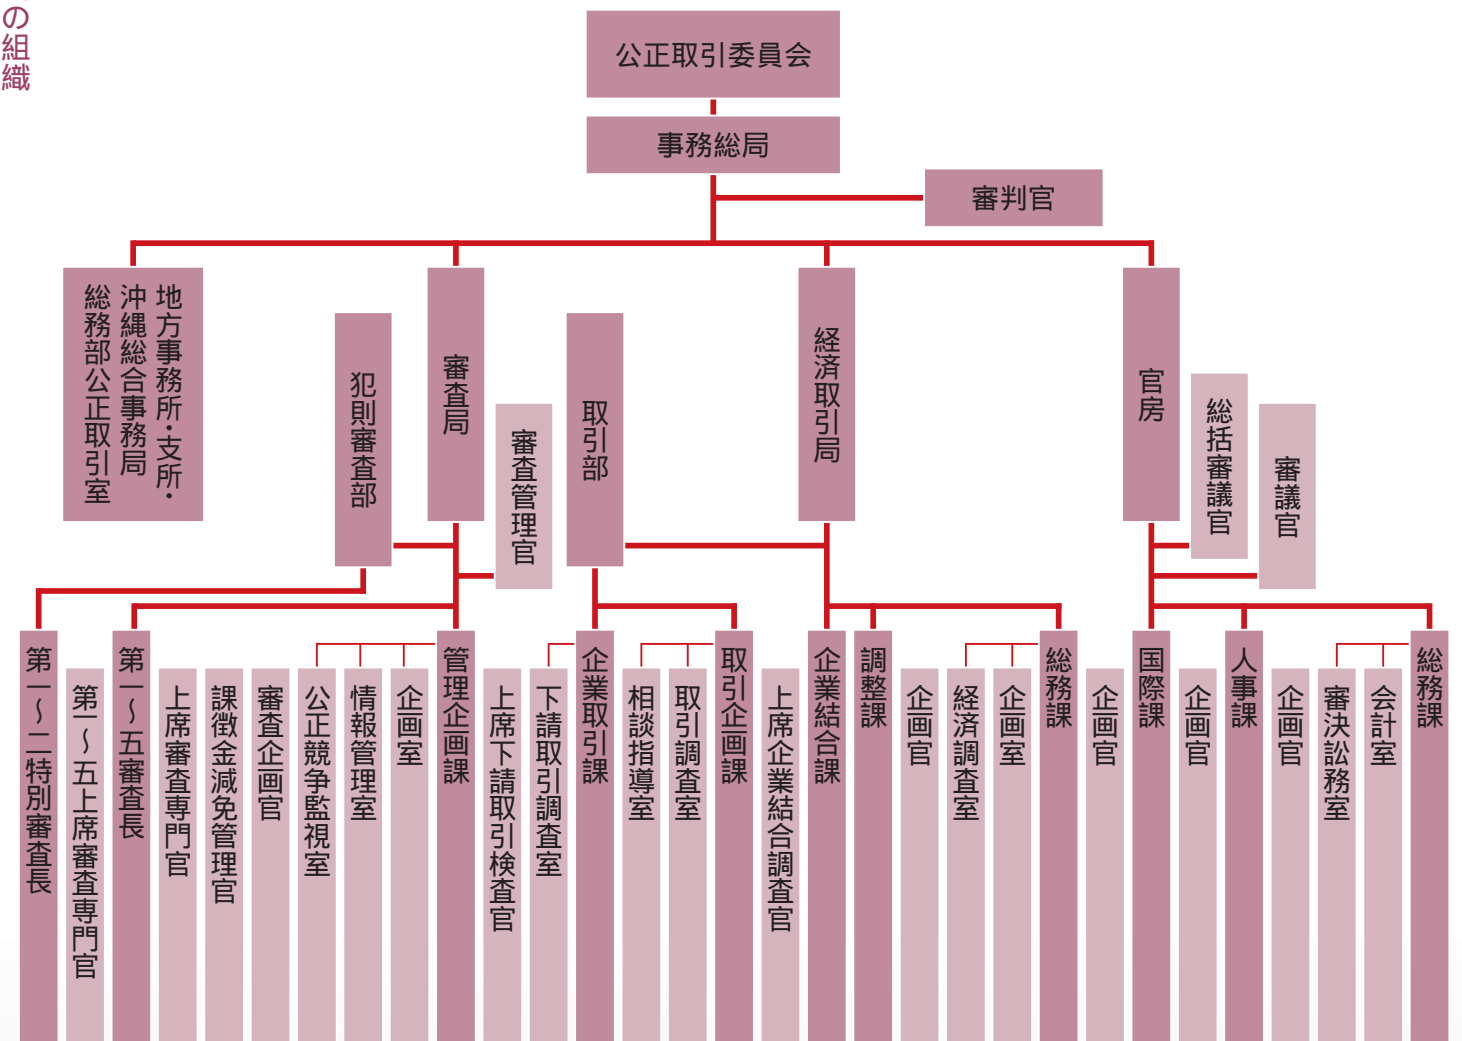 の組織
公正取引委員会
事務総局
審判官
官房
総括審議官
審議官
経済取引局
取引部
審査局
審査管理官
犯則審査部
地方事務所・支所・
沖縄総合事務局
総務部公正取引室
総務課
会計室
審決訟務室
企画官
人事課
企画官
国際課
企画官
総務課
企画室
経済調査室
企画官
調整課
企業結合課
上席企業結合調査官
取引企画課
取引調査室
相談指導室
企業取引課
下請取引調査室
上席下請取引検査官
管理企画課
企画室
情報管理室
公正競争監視室
審査企画官
課徴金減免管理官
上席審査専門官
第一〜五審査長
第一〜五上席審査専門官
第一〜二特別審査長